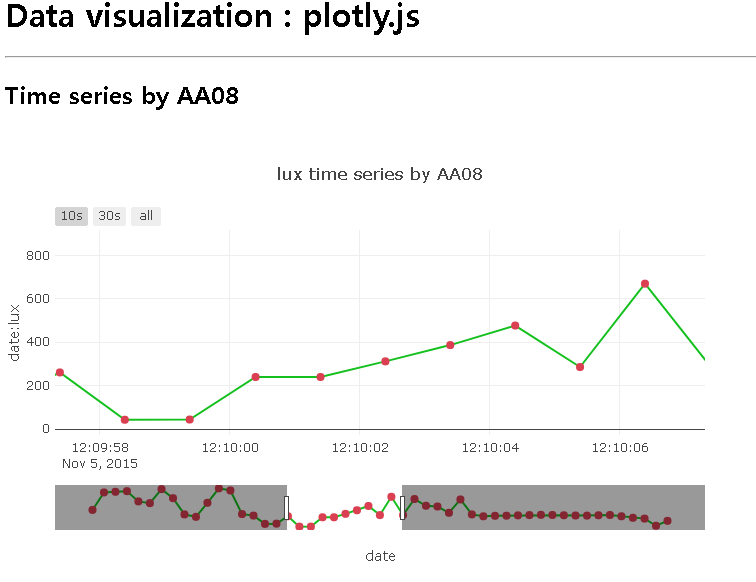 Data visualization : plotly.js
Time series by AA08
lux time series by AA08
10s 30s all
800
600
400
200
0
date:lux
12:09:58 12:10:00 12:10:02 12:10:04 12:10:06
Nov 5, 2015
date